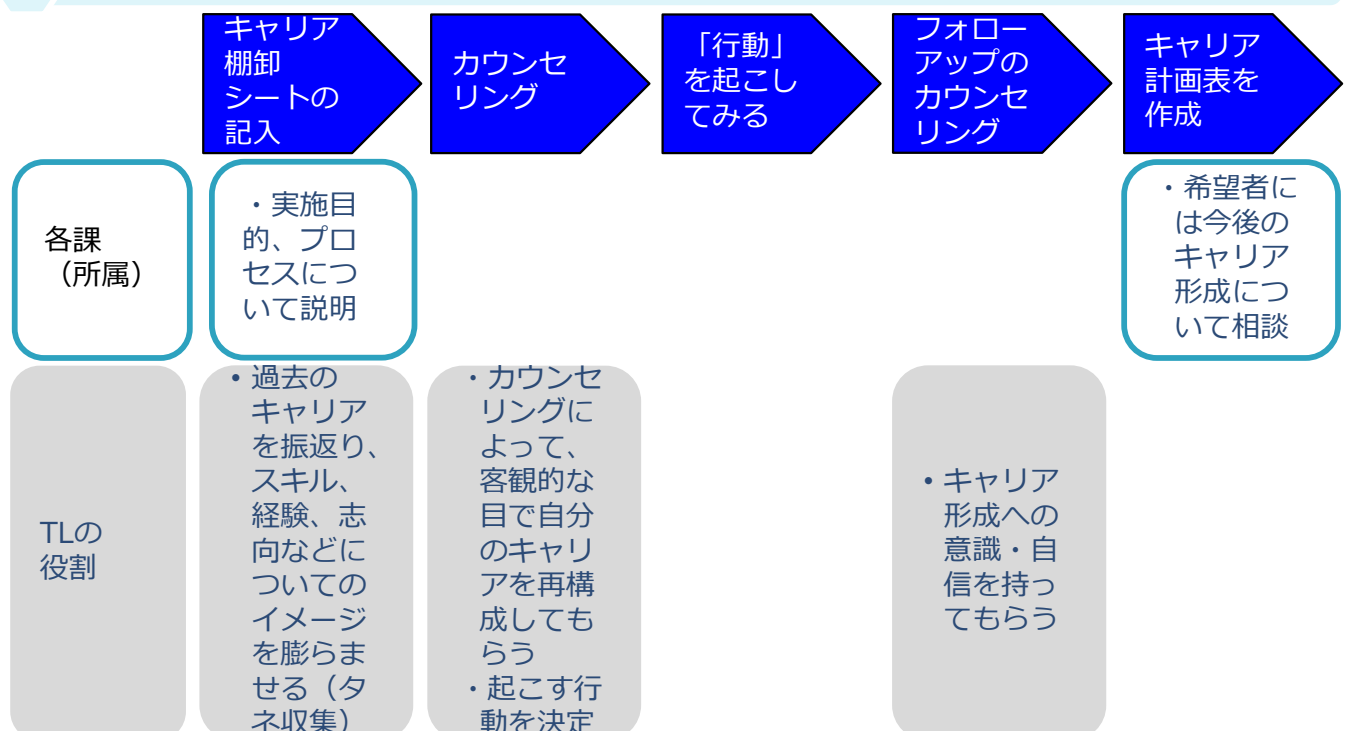 キャリア
棚卸
シートの
記入
カウンセ
リング
「行動」
を起こし
てみる
フォロー
アップの
カウンセ
リング
キャリア
計画表を
作成
各課
（所属）
・実施目
的、プロ
セスにつ
いて説明
・希望者に
は今後の
キャリア
形成につ
いて相談
TLの
役割
• 過去の
キャリア
を振返り、
スキル、
経験、志
向などに
ついての
イメージ
を膨らま
せる（タ
ネ収集）
・カウンセ
リングに
よって、
客観的な
目で自分
のキャリ
アを再構
成しても
らう
・起こす行
動を決定
• キャリア
形成への
意識・自
信を持っ
てもらう